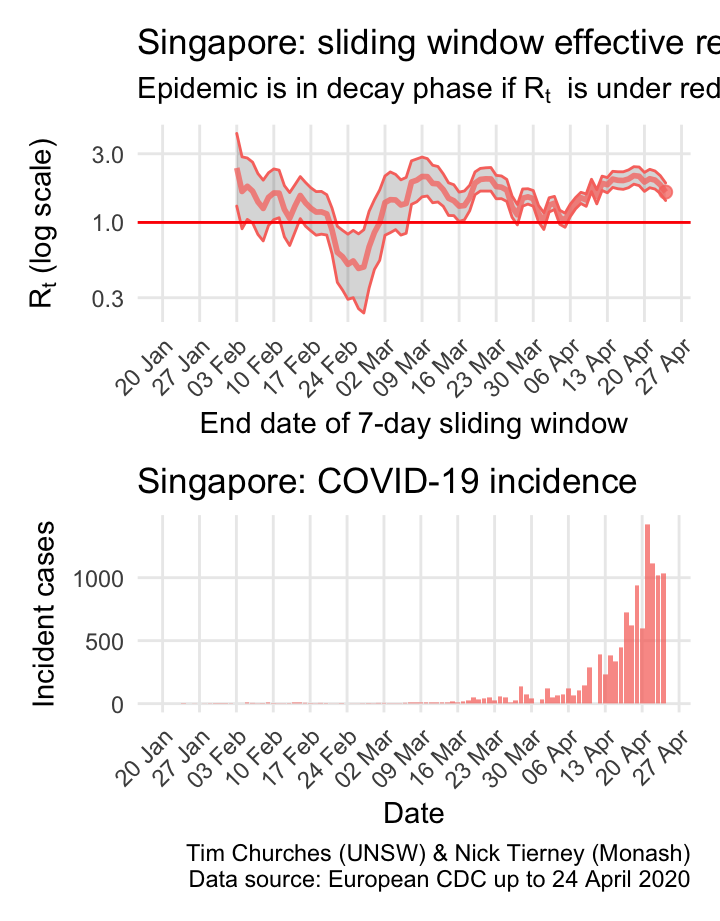 Singapore: sliding window effective re
Epidemic is in decay phase if Rt is under red
Rt (log scale)
3.0
1.0
0.3
20 Jan 27 Jan 03 Feb 10 Feb 17 Feb 24 Feb 02 Mar 09 Mar 16 Mar 23 Mar 30 Mar 06 Apr 13 Apr 20 Apr 27 Apr
End date of 7-day sliding window
Singapore: COVID-19 incidence
Incident cases
1000
500
0
20 Jan 27 Jan 03 Feb 10 Feb 17 Feb 24 Feb 02 Mar 09 Mar 16 Mar 23 Mar 30 Mar 06 Apr 13 Apr 20 Apr 27 Apr
Date
Tim Churches (UNSW) & Nick Tierney (Monash)
Data source: European CDC up to 24 April 2020